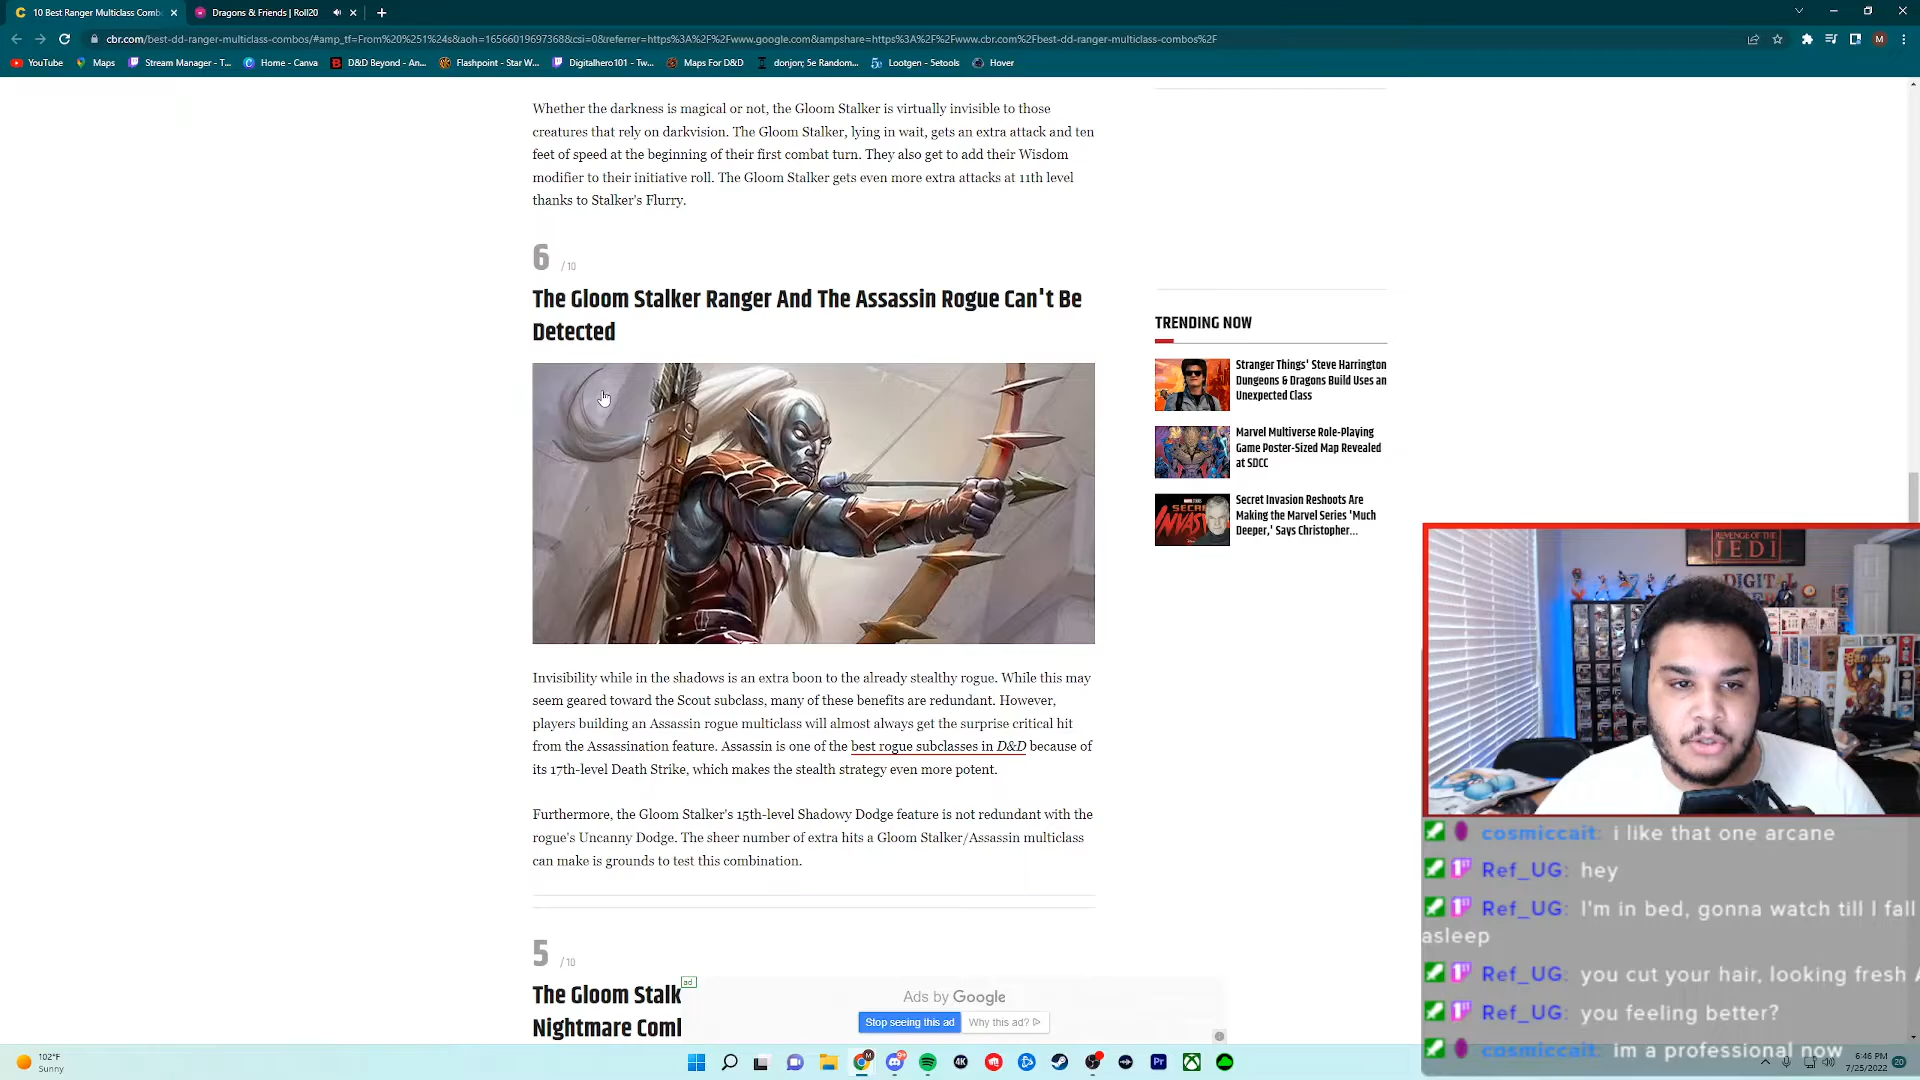 10 Best Ranger Multiclass Comb
Dragons & Friends | Roll20
cbr.com/best-dd-ranger-multiclass-combos/#amp_tf=From%20%251%24s&aoh=16566019697368&csi=0&referrer=https%3A%2F%2Fwww.google.com&ampshare=https%3A%2F%2Fwww.cbr.com%2Fbest-dd-ranger-multiclass-combos%2F
M
YouTube
Maps
Stream Manager - T...
Home - Canva
D&D Beyond - An...
Flashpoint - Star W...
Digitalhero101 - Tw...
Maps For D&D
donjon; 5e Random...
Lootgen - 5etools
Hover
Whether the darkness is magical or not, the Gloom Stalker is virtually invisible to those
creatures that rely on darkvision. The Gloom Stalker, lying in wait, gets an extra attack and ten
feet of speed at the beginning of their first combat turn. They also get to add their Wisdom
modifier to their initiative roll. The Gloom Stalker gets even more extra attacks at 11th level
thanks to Stalker's Flurry.
6 / 10
The Gloom Stalker Ranger And The Assassin Rogue Can't Be
Detected
Invisibility while in the shadows is an extra boon to the already stealthy rogue. While this may
seem geared toward the Scout subclass, many of these benefits are redundant. However,
players building an Assassin rogue multiclass will almost always get the surprise critical hit
from the Assassination feature. Assassin is one of the best rogue subclasses in D&D because of
its 17th-level Death Strike, which makes the stealth strategy even more potent.
Furthermore, the Gloom Stalker's 15th-level Shadowy Dodge feature is not redundant with the
rogue's Uncanny Dodge. The sheer number of extra hits a Gloom Stalker/Assassin multiclass
can make is grounds to test this combination.
5 / 10
The Gloom Stalk
Nightmare Coml
ad
Ads by Google
Stop seeing this ad
Why this ad?
TRENDING NOW
Stranger Things' Steve Harrington
Dungeons & Dragons Build Uses an
Unexpected Class
Marvel Multiverse Role-Playing
Game Poster-Sized Map Revealed
at SDCC
Secret Invasion Reshoots Are
Making the Marvel Series 'Much
Deeper,' Says Christopher...
REVENGE OF THE
JEDI
DIGITAL
cosmiccait: i like that one arcane
Ref_UG: hey
Ref_UG: I'm in bed, gonna watch till I fall
asleep
Ref_UG: you cut your hair, looking fresh
Ref_UG: you feeling better?
cosmiccait: im a professional now
102°F
Sunny
4K
Pr
6:46 PM
7/25/2022
20